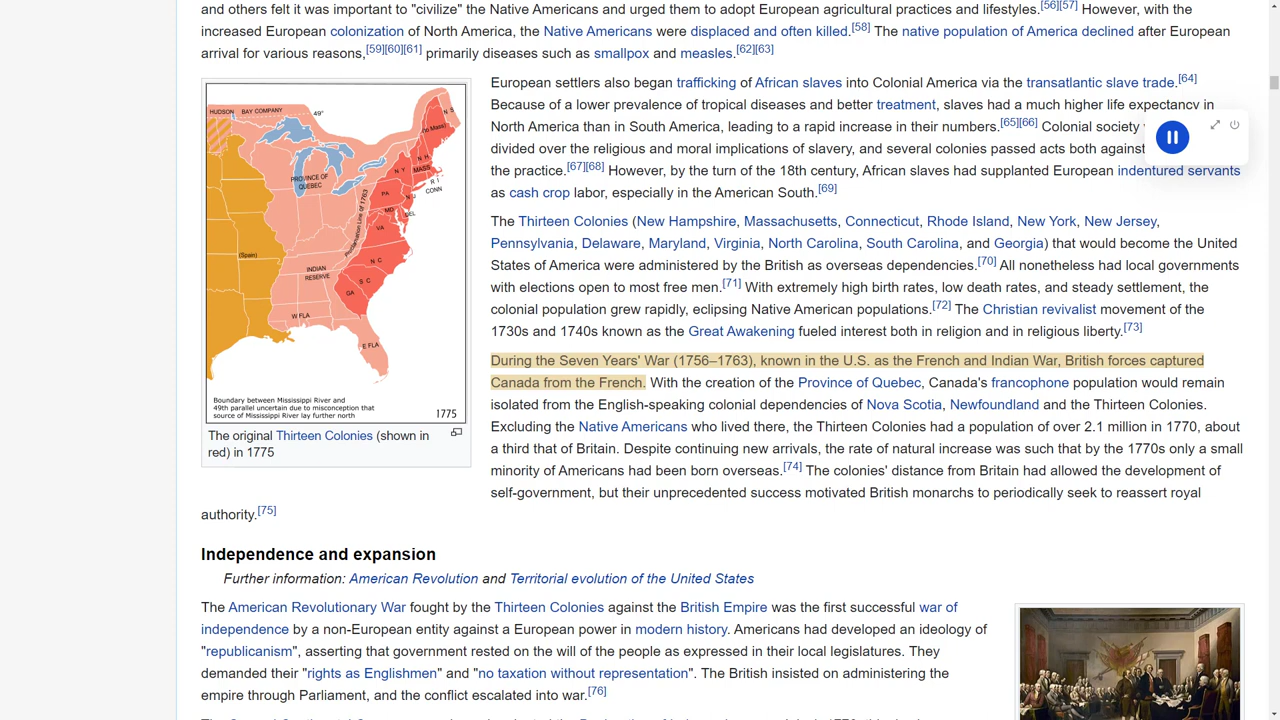 and others felt it was important to "civilize" the Native Americans and urged them to adopt European agricultural practices and lifestyles.[56][57] However, with the
increased European colonization of North America, the Native Americans were displaced and often killed.[58] The native population of America declined after European
arrival for various reasons,[59][60][61] primarily diseases such as smallpox and measles.[62][63]
HUDSON BAY COMPANY
49°
N S
(to Mass)
PROVINCE OF
QUEBEC
N H
N Y
MASS
R I
CONN
PA
N J
MD
DEL
VA
Proclamation Line of 1763
(Spain)
INDIAN
RESERVE
N C
S C
GA
W FLA
E FLA
Boundary between Mississippi River and
49th parallel uncertain due to misconception that
source of Mississippi River lay further north
1775
The original Thirteen Colonies (shown in
red) in 1775
European settlers also began trafficking of African slaves into Colonial America via the transatlantic slave trade.[64]
Because of a lower prevalence of tropical diseases and better treatment, slaves had a much higher life expectancy in
North America than in South America, leading to a rapid increase in their numbers.[65][66] Colonial society
divided over the religious and moral implications of slavery, and several colonies passed acts both against
the practice.[67][68] However, by the turn of the 18th century, African slaves had supplanted European indentured servants
as cash crop labor, especially in the American South.[69]
The Thirteen Colonies (New Hampshire, Massachusetts, Connecticut, Rhode Island, New York, New Jersey,
Pennsylvania, Delaware, Maryland, Virginia, North Carolina, South Carolina, and Georgia) that would become the United
States of America were administered by the British as overseas dependencies.[70] All nonetheless had local governments
with elections open to most free men.[71] With extremely high birth rates, low death rates, and steady settlement, the
colonial population grew rapidly, eclipsing Native American populations.[72] The Christian revivalist movement of the
1730s and 1740s known as the Great Awakening fueled interest both in religion and in religious liberty.[73]
During the Seven Years' War (1756–1763), known in the U.S. as the French and Indian War, British forces captured
Canada from the French. With the creation of the Province of Quebec, Canada's francophone population would remain
isolated from the English-speaking colonial dependencies of Nova Scotia, Newfoundland and the Thirteen Colonies.
Excluding the Native Americans who lived there, the Thirteen Colonies had a population of over 2.1 million in 1770, about
a third that of Britain. Despite continuing new arrivals, the rate of natural increase was such that by the 1770s only a small
minority of Americans had been born overseas.[74] The colonies' distance from Britain had allowed the development of
self-government, but their unprecedented success motivated British monarchs to periodically seek to reassert royal
authority.[75]
Independence and expansion
Further information: American Revolution and Territorial evolution of the United States
The American Revolutionary War fought by the Thirteen Colonies against the British Empire was the first successful war of
independence by a non-European entity against a European power in modern history. Americans had developed an ideology of
"republicanism", asserting that government rested on the will of the people as expressed in their local legislatures. They
demanded their "rights as Englishmen" and "no taxation without representation". The British insisted on administering the
empire through Parliament, and the conflict escalated into war.[76]